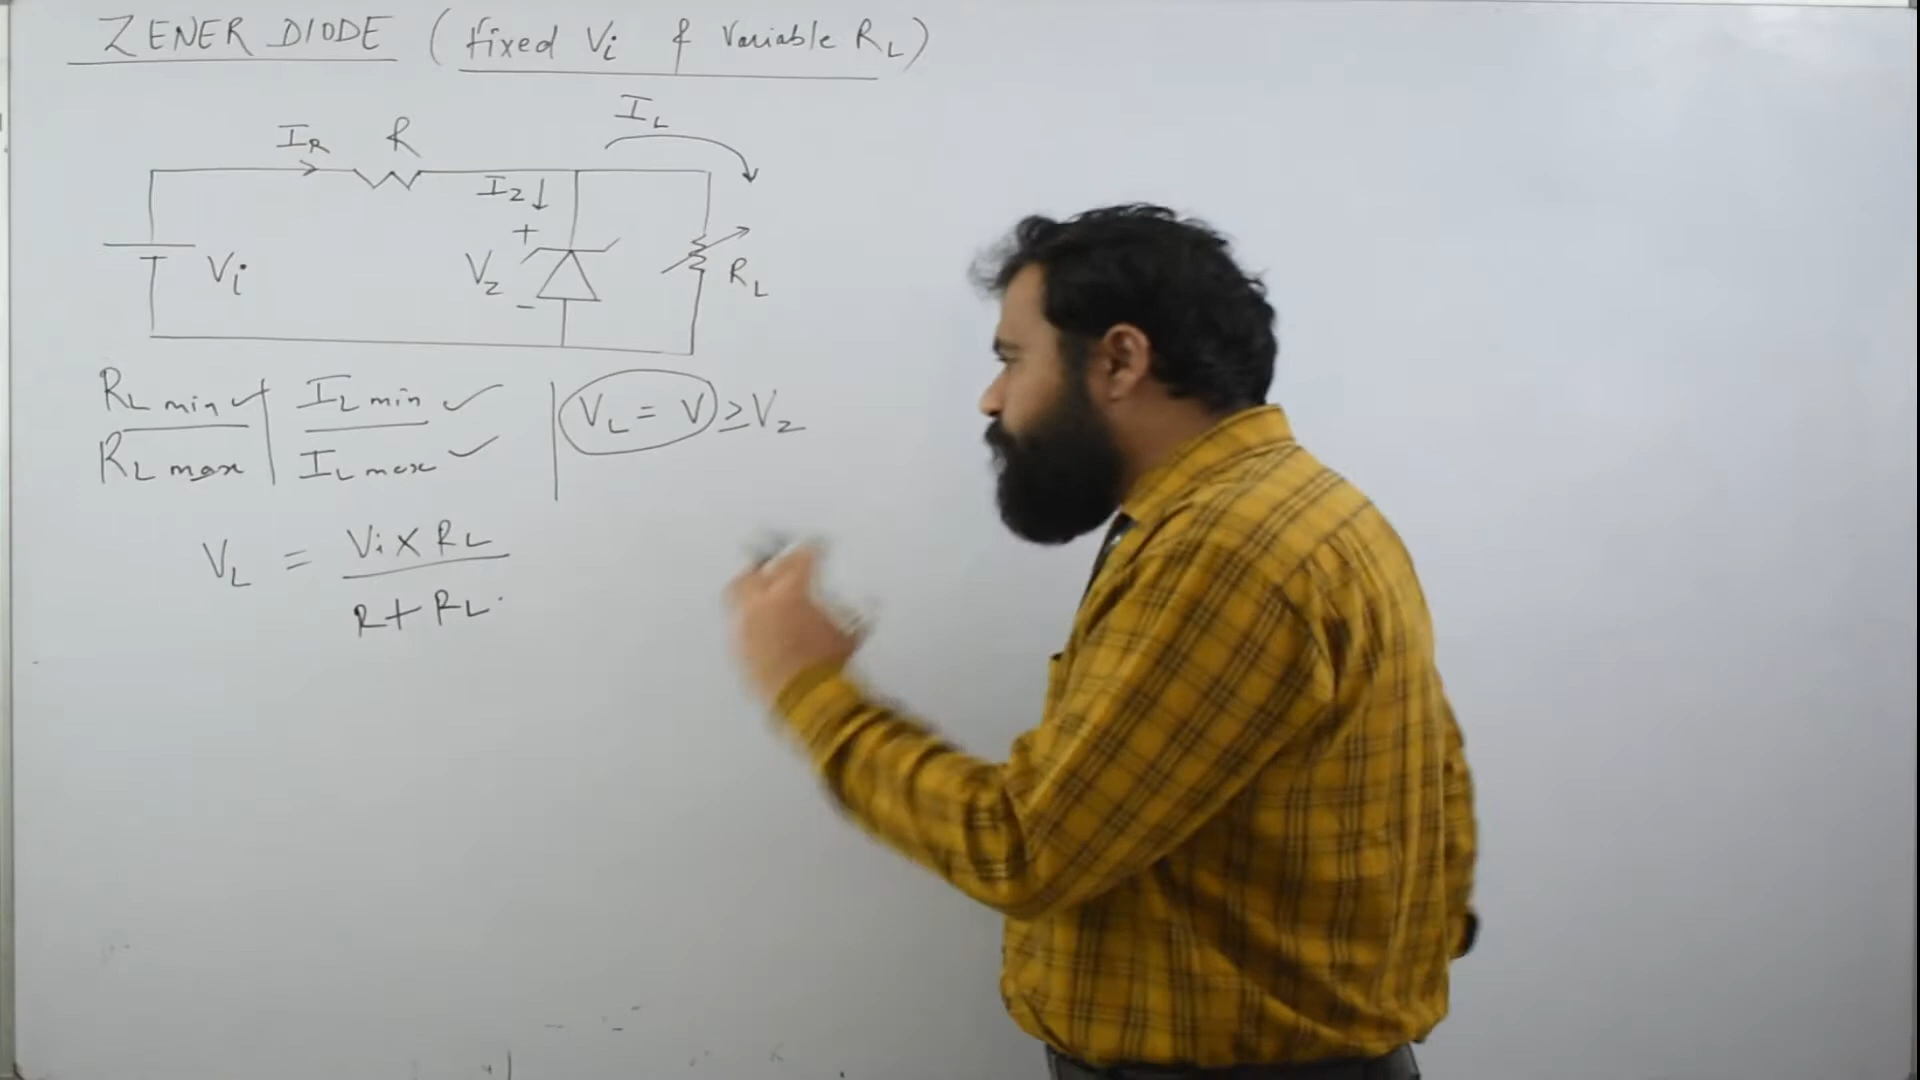 ZENER DIODE (fixed Vi & Variable RL)
IL
IR R
IZ↓
+
Vi VZ RL
-
RL min ✓ | IL min ✓ | VL = V ≥ VZ
RL max | IL max ✓
VL = Vi × RL
R + RL